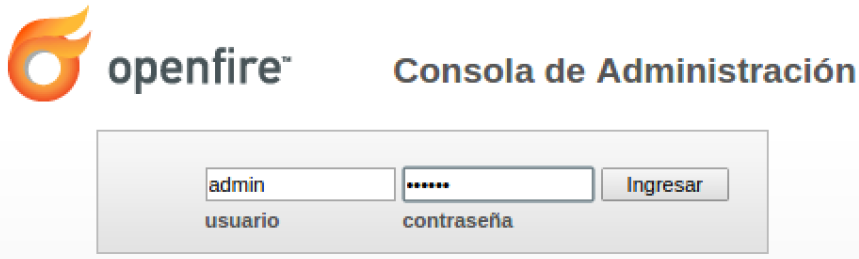 openfire™ Consola de Administración
admin •••••• Ingresar
usuario contraseña